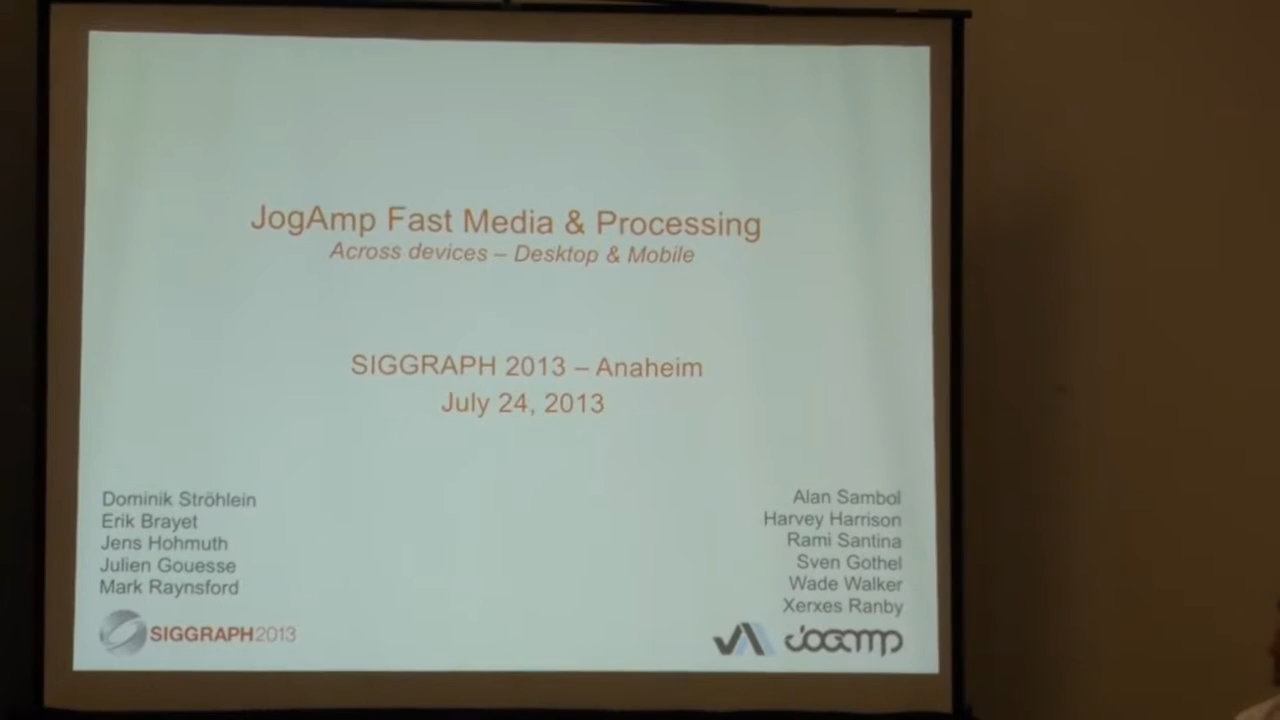 JogAmp Fast Media & Processing
Across devices – Desktop & Mobile
SIGGRAPH 2013 – Anaheim
July 24, 2013
Dominik Ströhlein
Erik Brayet
Jens Hohmuth
Julien Gouesse
Mark Raynsford
SIGGRAPH2013
Alan Sambol
Harvey Harrison
Rami Santina
Sven Gothel
Wade Walker
Xerxes Ranby
JogAmp